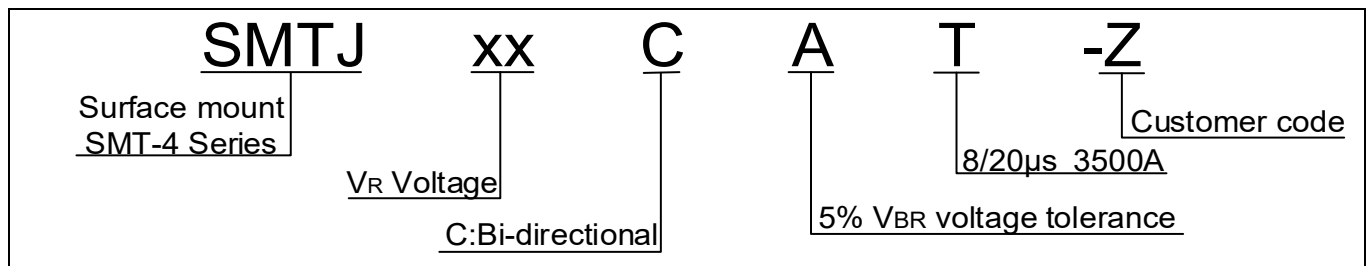 SMTJ xx C A T -Z
Surface mount
SMT-4 Series
Customer code
8/20µs 3500A
VR Voltage
5% VBR voltage tolerance
C:Bi-directional